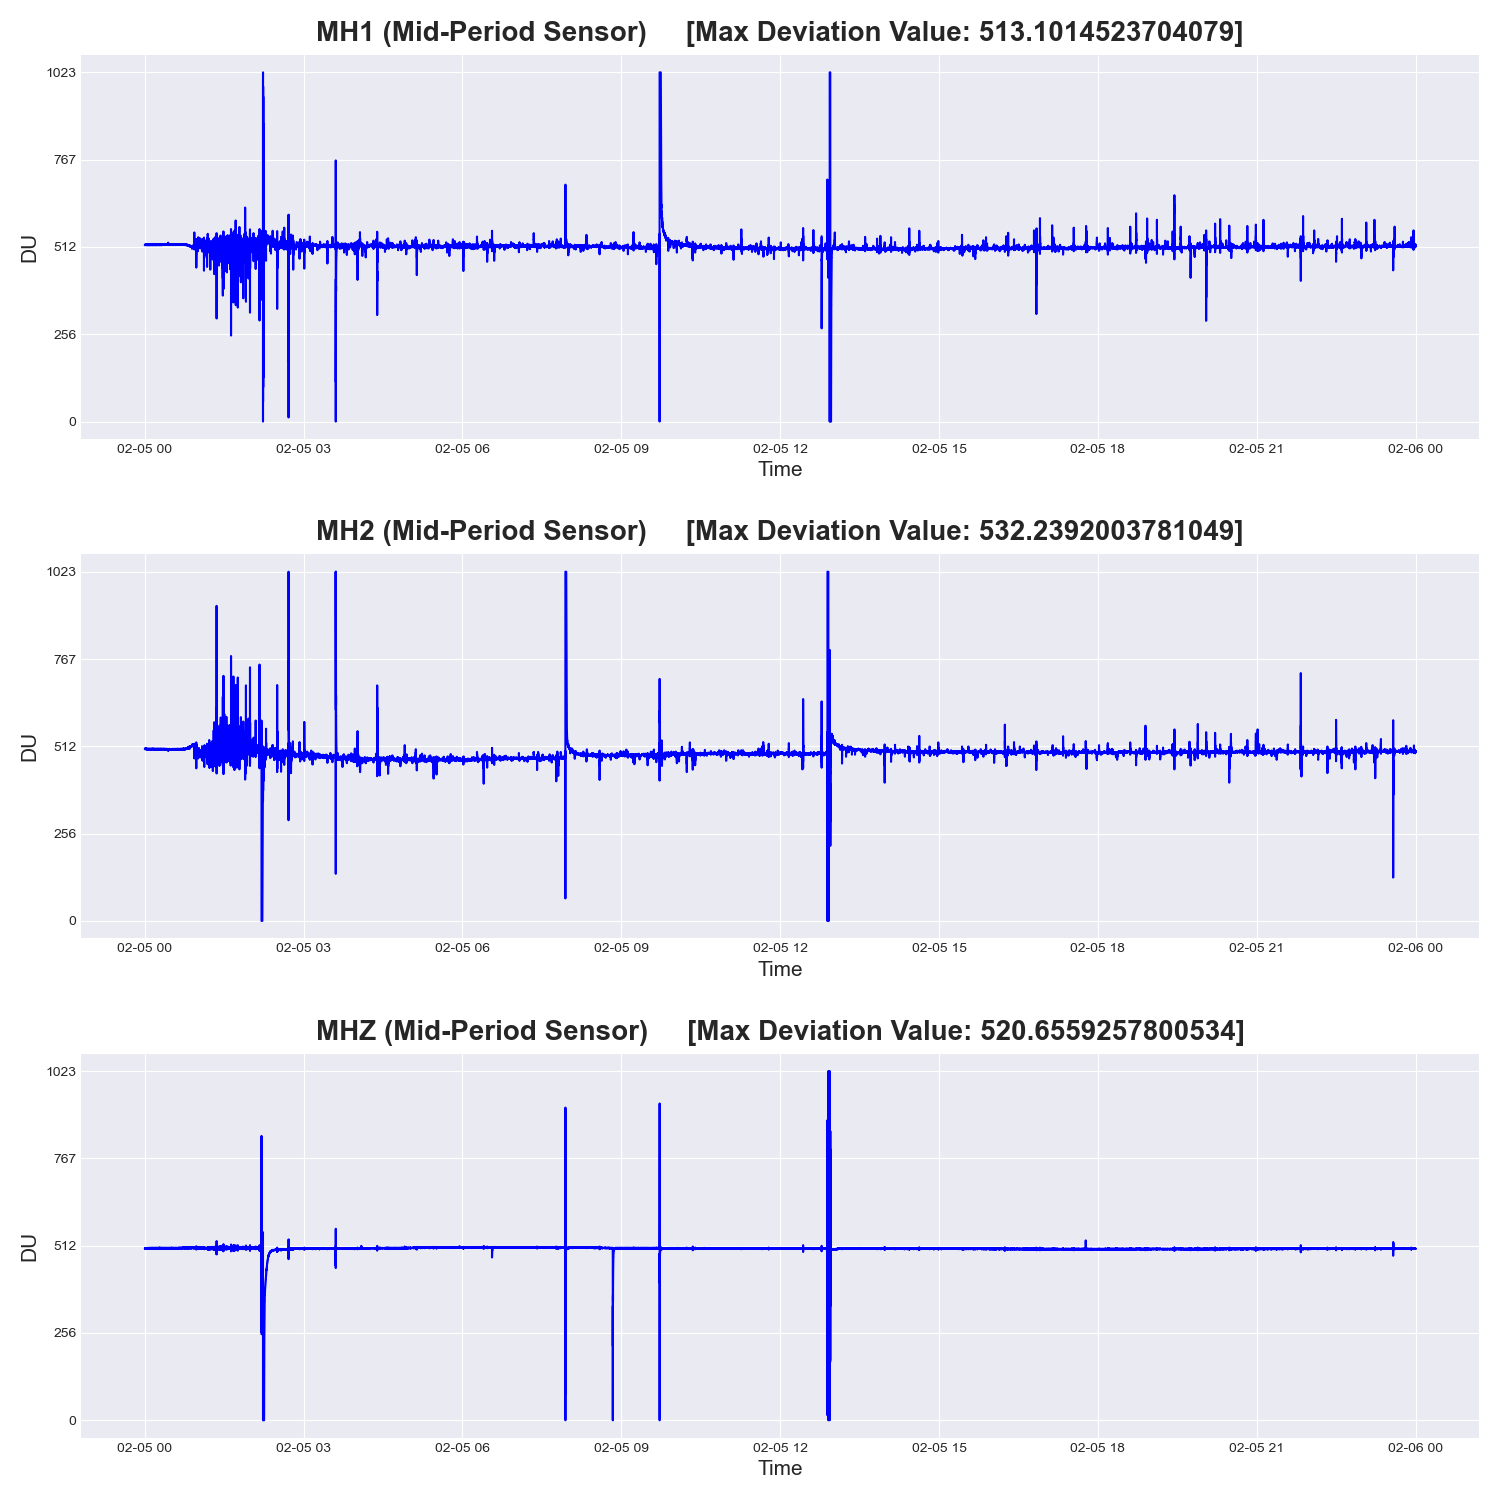 MH1 (Mid-Period Sensor) [Max Deviation Value: 513.1014523704079]
1023
767
512
256
0
DU
02-05 00 02-05 03 02-05 06 02-05 09 02-05 12 02-05 15 02-05 18 02-05 21 02-06 00
Time
MH2 (Mid-Period Sensor) [Max Deviation Value: 532.2392003781049]
1023
767
512
256
0
DU
02-05 00 02-05 03 02-05 06 02-05 09 02-05 12 02-05 15 02-05 18 02-05 21 02-06 00
Time
MHZ (Mid-Period Sensor) [Max Deviation Value: 520.6559257800534]
1023
767
512
256
0
DU
02-05 00 02-05 03 02-05 06 02-05 09 02-05 12 02-05 15 02-05 18 02-05 21 02-06 00
Time